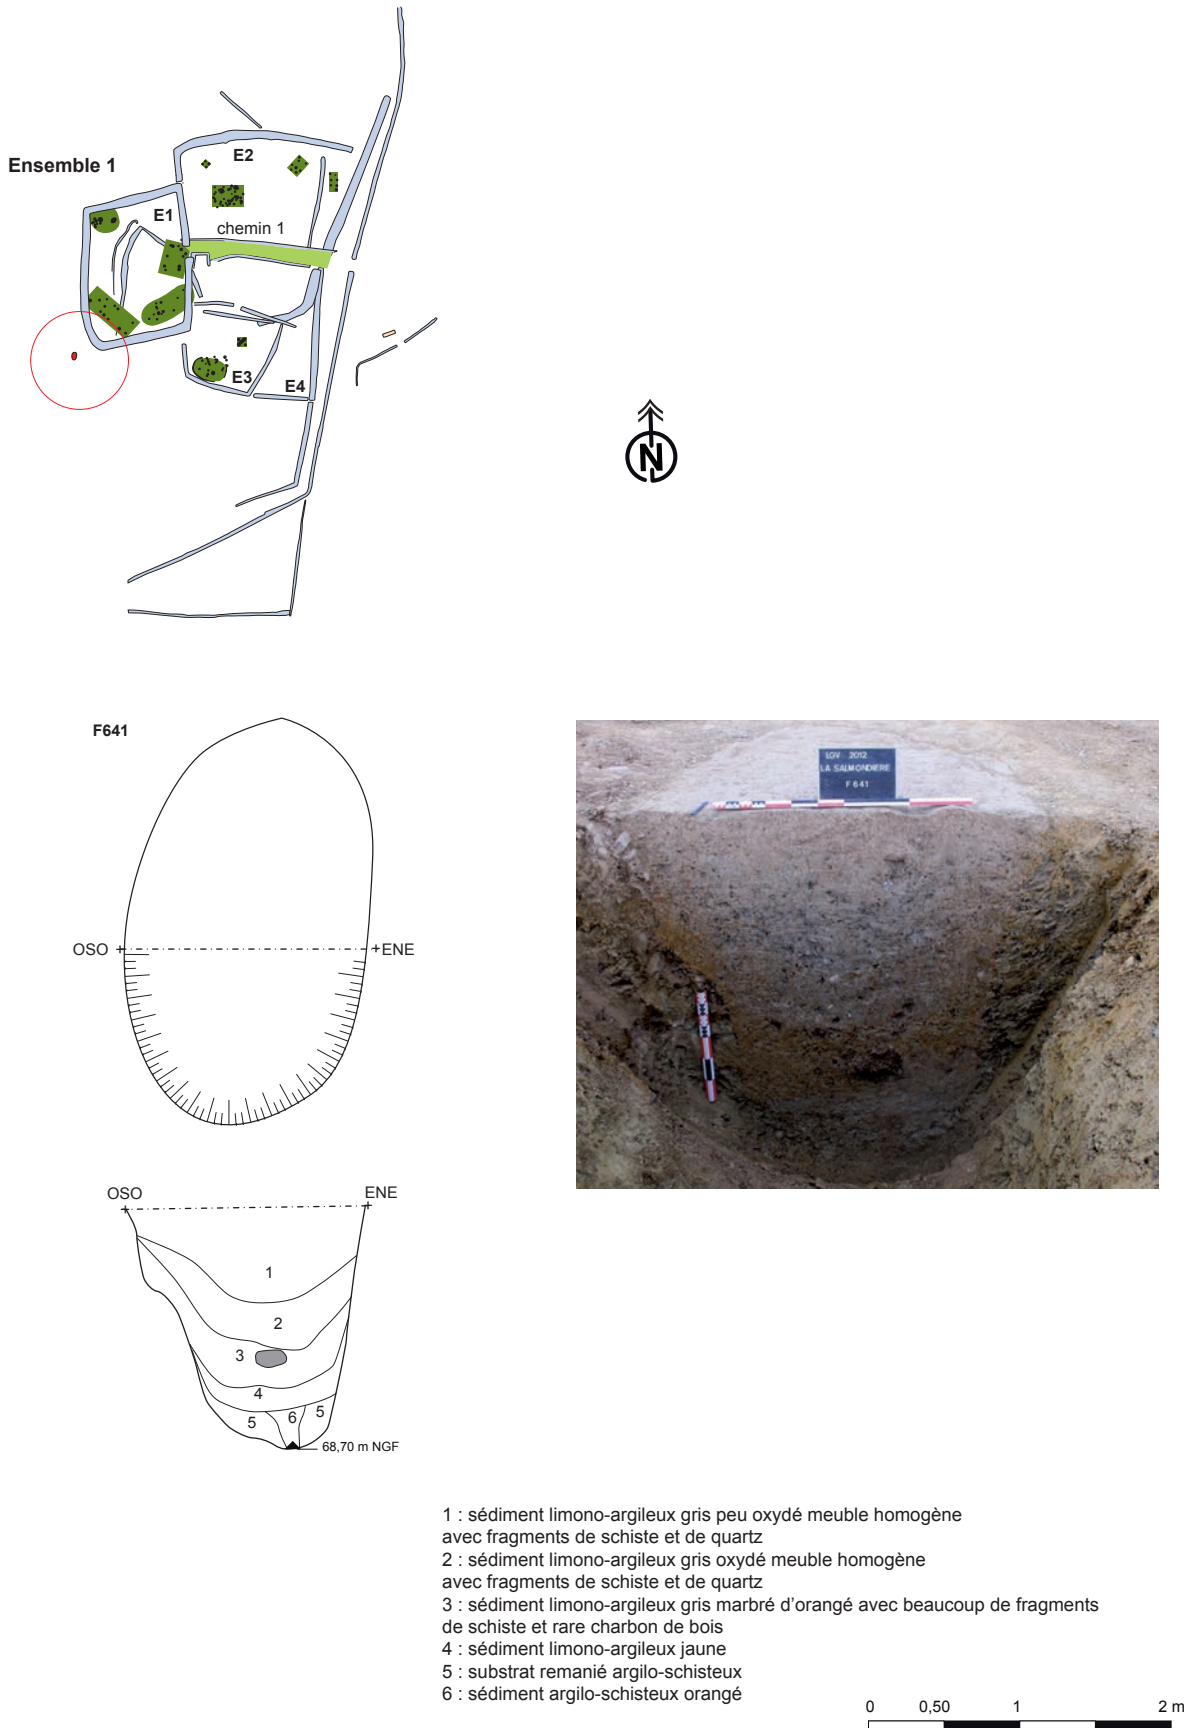 Ensemble 1
E2
E1
chemin 1
E3
E4
N
F641
LGV 2012
LA SALMONDIERE
F 641
OSO
ENE
OSO
ENE
1
2
3
4
5
6
5
68,70 m NGF
1 : sédiment limono-argileux gris peu oxydé meuble homogène
avec fragments de schiste et de quartz
2 : sédiment limono-argileux gris oxydé meuble homogène
avec fragments de schiste et de quartz
3 : sédiment limono-argileux gris marbré d'orangé avec beaucoup de fragments
de schiste et rare charbon de bois
4 : sédiment limono-argileux jaune
5 : substrat remanié argilo-schisteux
6 : sédiment argilo-schisteux orangé
0 0,50 1 2 m